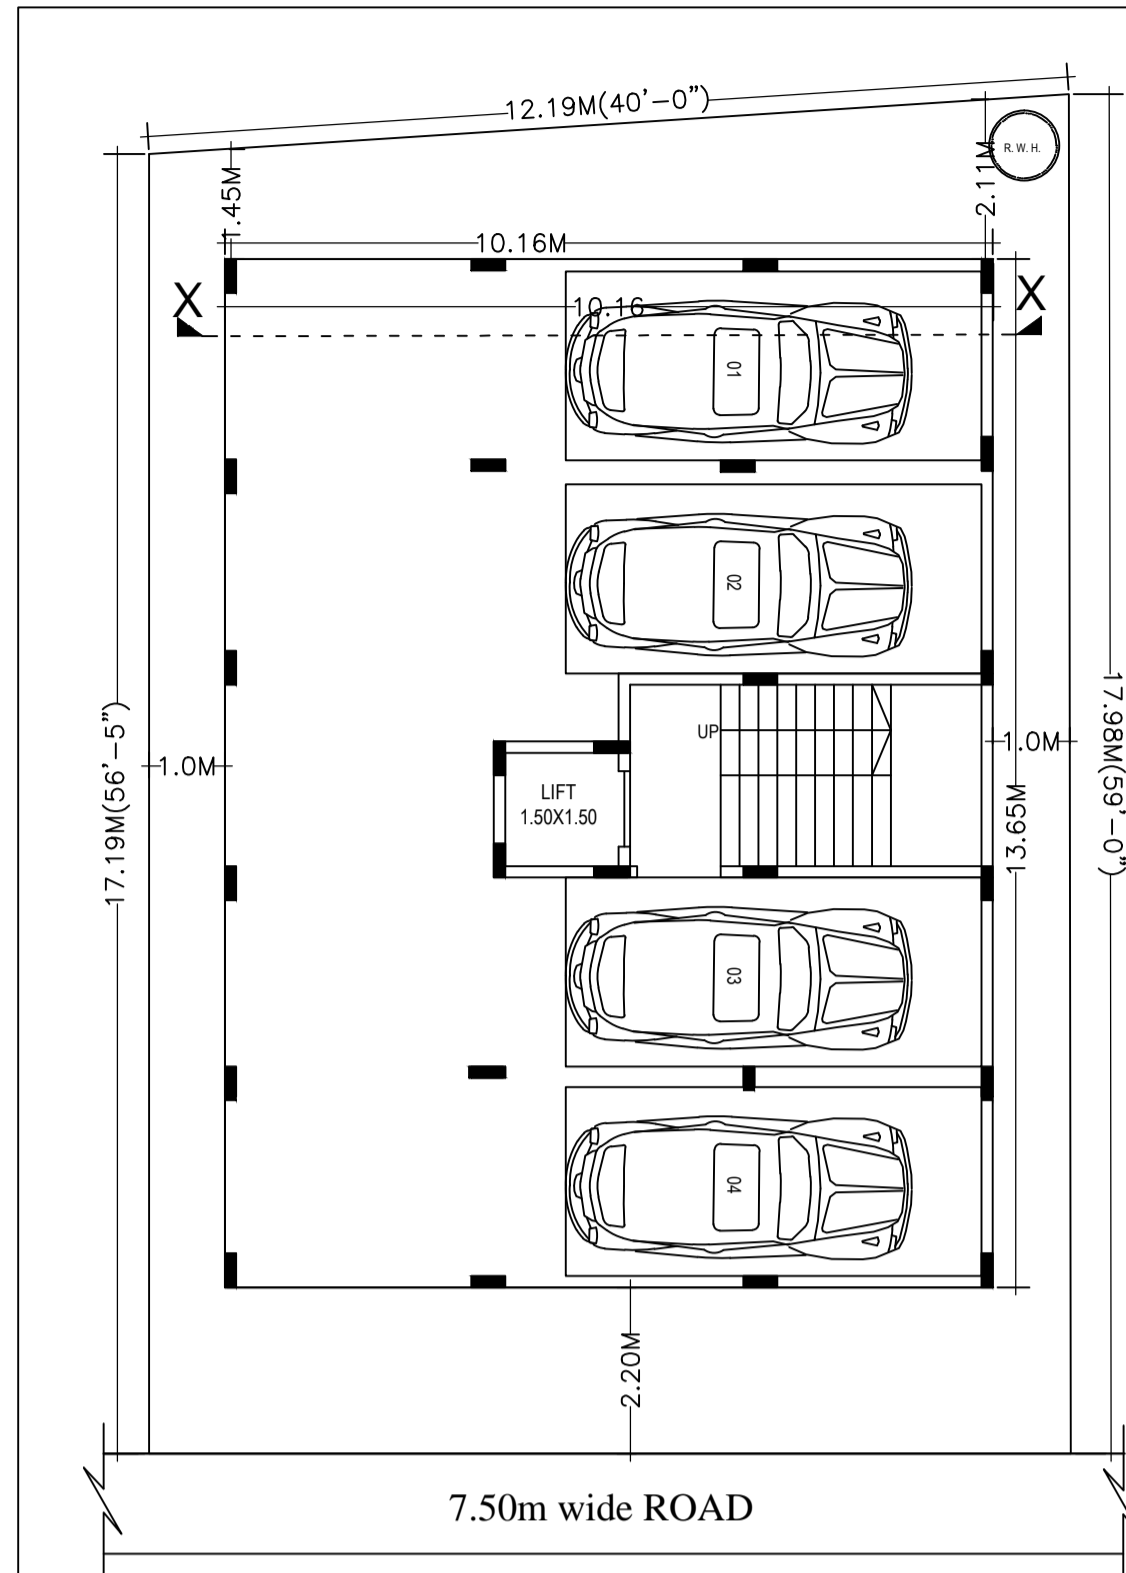 12.19M(40'-0")
R. W. H.
1.45M
2.11M
10.16M
X
X
10.16
01
02
UP
17.19M(56'-5")
1.0M
LIFT
1.50X1.50
1.0M
13.65M
17.98M(59'-0")
03
04
2.20M
7.50m wide ROAD